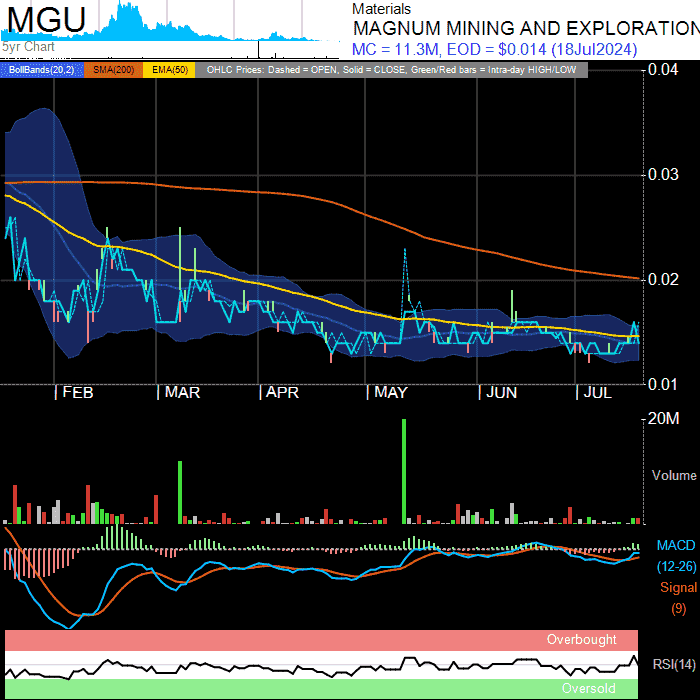 MGU
5yr Chart
Materials
MAGNUM MINING AND EXPLORATION
MC = 11.3M, EOD = $0.014 (18Jul2024)
BollBands(20,2) SMA(200) EMA(50) OHLC Prices: Dashed = OPEN, Solid = CLOSE, Green/Red bars = Intra-day HIGH/LOW
0.04
0.03
0.02
0.01
FEB MAR APR MAY JUN JUL
20M
Volume
MACD
(12-26)
Signal
(9)
Overbought
RSI(14)
Oversold